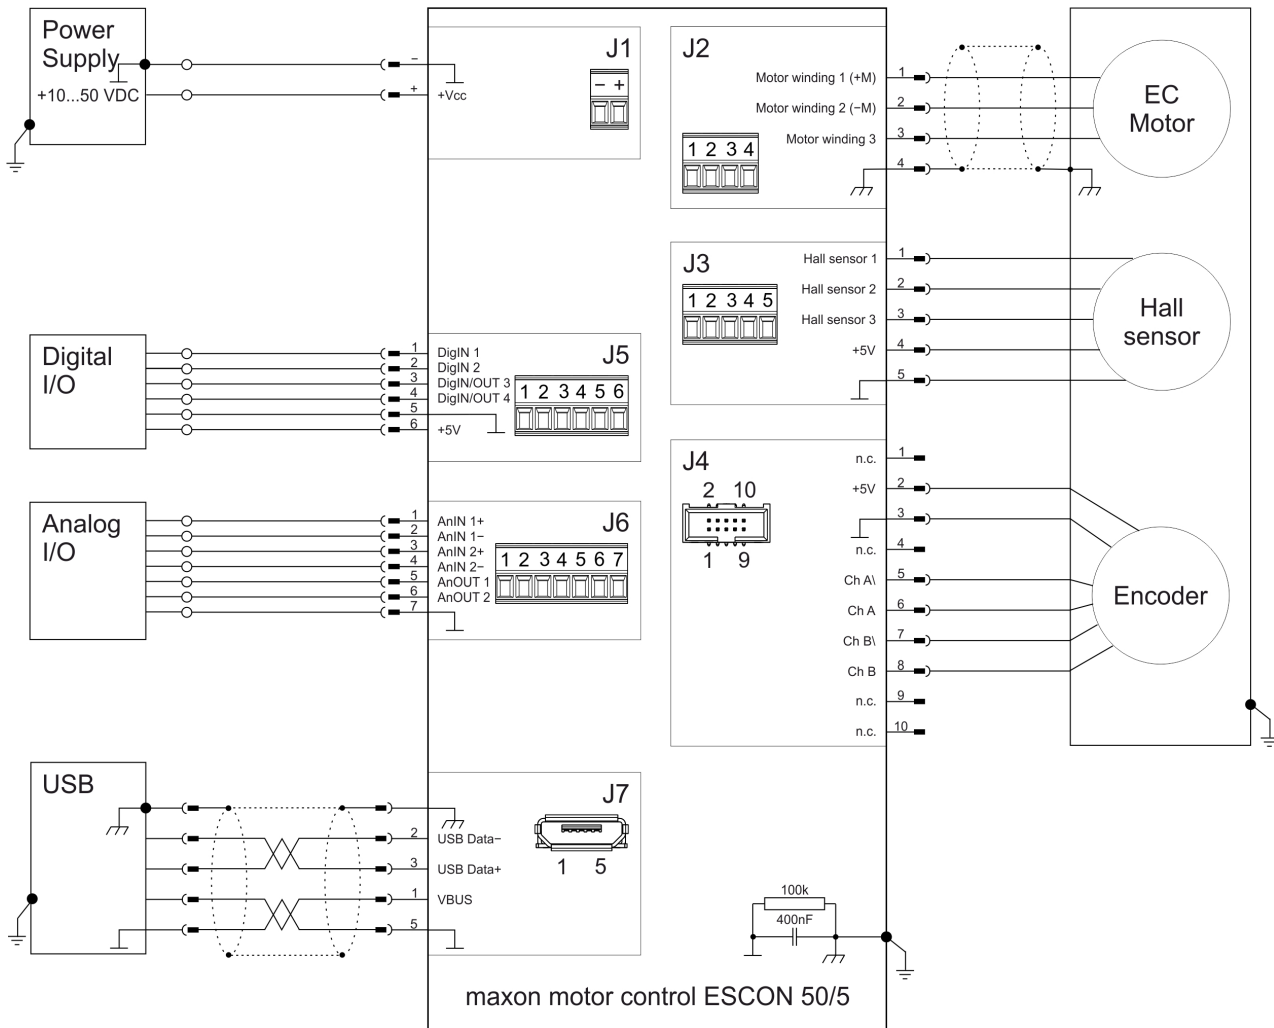 Power
Supply
+10...50 VDC
−
+
+Vcc
J1
− +
J2
1 2 3 4
Motor winding 1 (+M)
1
Motor winding 2 (−M)
2
Motor winding 3
3
4
EC
Motor
J3
1 2 3 4 5
Hall sensor 1
1
Hall sensor 2
2
Hall sensor 3
3
+5V
4
5
Hall
sensor
Digital
I/O
1
DigIN 1
2
DigIN 2
3
DigIN/OUT 3
4
DigIN/OUT 4
5
6
+5V
J5
1 2 3 4 5 6
J4
2 10
1 9
n.c.
1
+5V
2
3
n.c.
4
Ch A\
5
Ch A
6
Ch B\
7
Ch B
8
n.c.
9
n.c.
10
Encoder
Analog
I/O
1
AnIN 1+
2
AnIN 1−
3
AnIN 2+
4
AnIN 2−
5
AnOUT 1
6
AnOUT 2
7
J6
1 2 3 4 5 6 7
USB
2
USB Data−
3
USB Data+
1
VBUS
5
J7
1 5
100k
400nF
maxon motor control ESCON 50/5